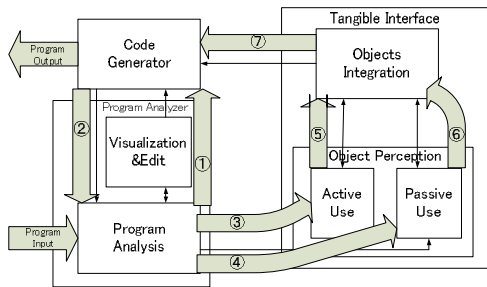 Tangible Interface
Program
Output
Code
Generator
⑦
Objects
Integration
Program Analyzer
②
Visualization
&Edit
①
⑤
⑥
Object Perception
Active
Use
Passive
Use
Program
Input
Program
Analysis
③
④